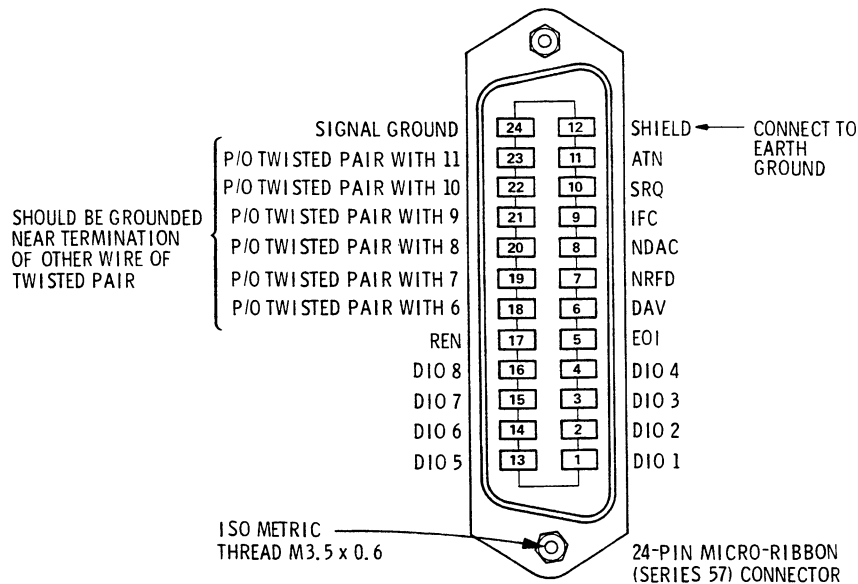 SIGNAL GROUND 24 12 SHIELD CONNECT TO
EARTH
GROUND
P/O TWISTED PAIR WITH 11 23 11 ATN
P/O TWISTED PAIR WITH 10 22 10 SRQ
P/O TWISTED PAIR WITH 9 21 9 IFC
P/O TWISTED PAIR WITH 8 20 8 NDAC
P/O TWISTED PAIR WITH 7 19 7 NRFD
P/O TWISTED PAIR WITH 6 18 6 DAV
SHOULD BE GROUNDED
NEAR TERMINATION
OF OTHER WIRE OF
TWISTED PAIR
REN 17 5 EOI
DIO 8 16 4 DIO 4
DIO 7 15 3 DIO 3
DIO 6 14 2 DIO 2
DIO 5 13 1 DIO 1
ISO METRIC
THREAD M3.5 x 0.6
24-PIN MICRO-RIBBON
(SERIES 57) CONNECTOR